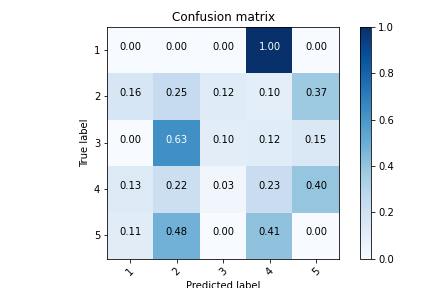 Confusion matrix
1 0.00 0.00 0.00 1.00 0.00
2 0.16 0.25 0.12 0.10 0.37
3 0.00 0.63 0.10 0.12 0.15
4 0.13 0.22 0.03 0.23 0.40
5 0.11 0.48 0.00 0.41 0.00
1 2 3 4 5
True label
Predicted label
1.0
0.8
0.6
0.4
0.2
0.0